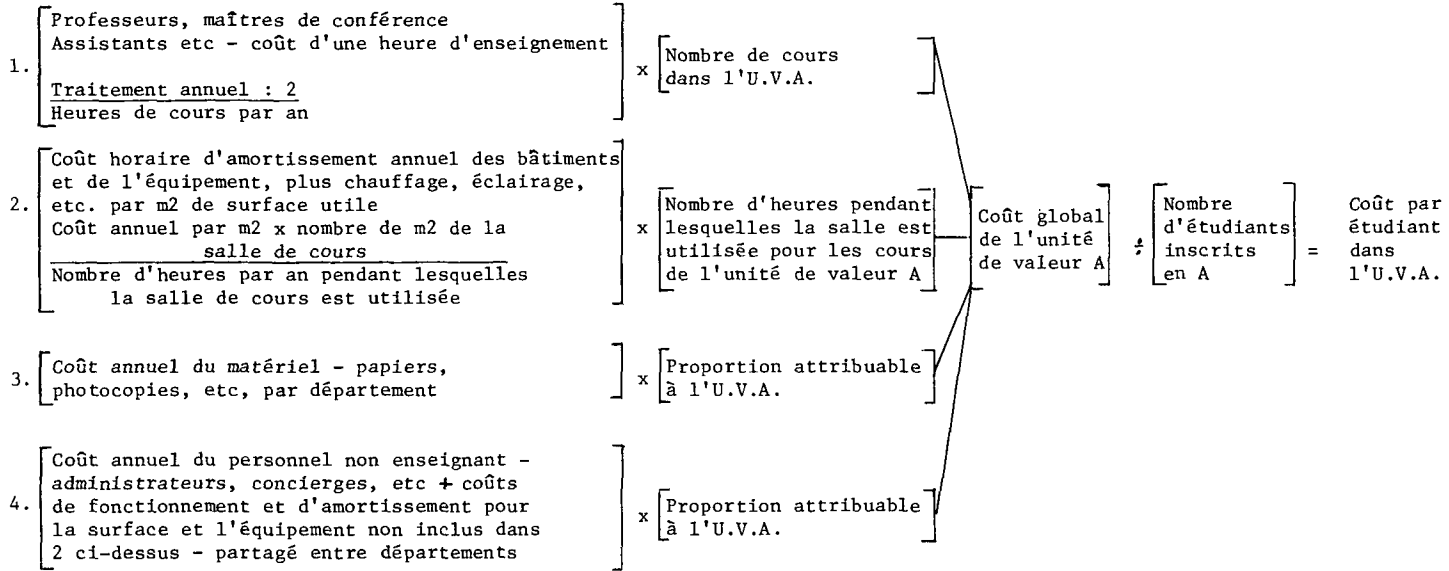 1.
Professeurs, maîtres de conférence
Assistants etc - coût d'une heure d'enseignement
Traitement annuel : 2
Heures de cours par an
x
Nombre de cours
dans l'U.V.A.
2.
Coût horaire d'amortissement annuel des bâtiments
et de l'équipement, plus chauffage, éclairage,
etc. par m2 de surface utile
Coût annuel par m2 x nombre de m2 de la
salle de cours
Nombre d'heures par an pendant lesquelles
la salle de cours est utilisée
x
Nombre d'heures pendant
lesquelles la salle est
utilisée pour les cours
de l'unité de valeur A
3.
Coût annuel du matériel - papiers,
photocopies, etc, par département
x
Proportion attribuable
à l'U.V.A.
4.
Coût annuel du personnel non enseignant -
administrateurs, concierges, etc + coûts
de fonctionnement et d'amortissement pour
la surface et l'équipement non inclus dans
2 ci-dessus - partagé entre départements
x
Proportion attribuable
à l'U.V.A.
Coût global
de l'unité
de valeur A
÷
Nombre
d'étudiants
inscrits
en A
=
Coût par
étudiant
dans
l'U.V.A.